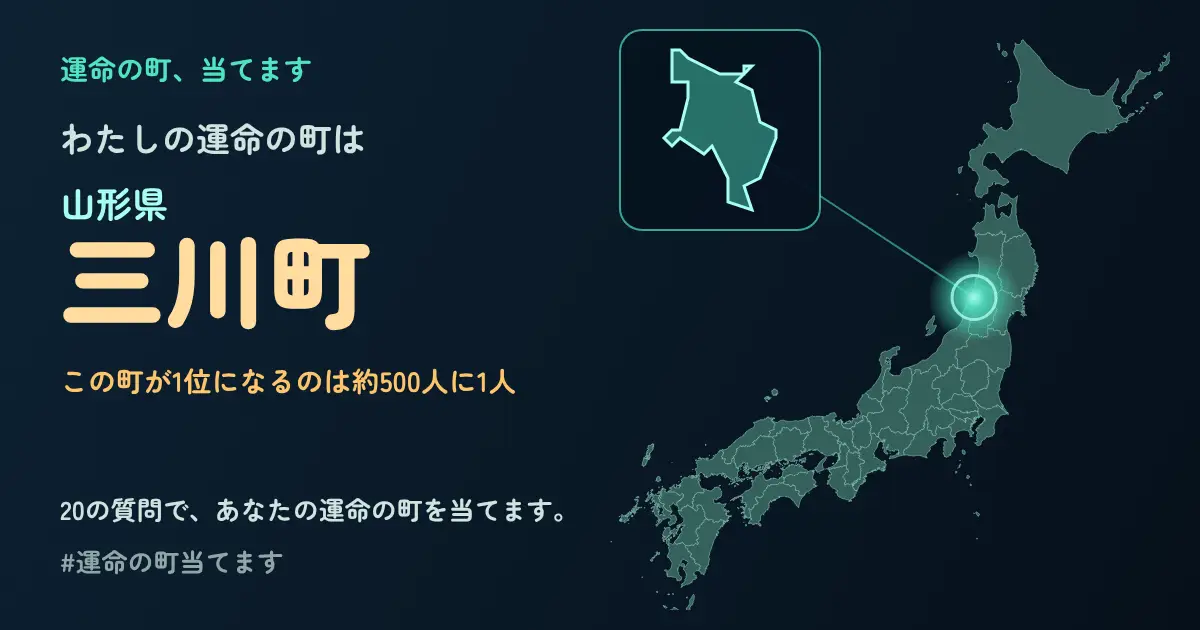 運命の町、当てます
わたしの運命の町は
山形県
三川町
この町が1位になるのは約500人に1人
20の質問で、あなたの運命の町を当てます。
#運命の町当てます